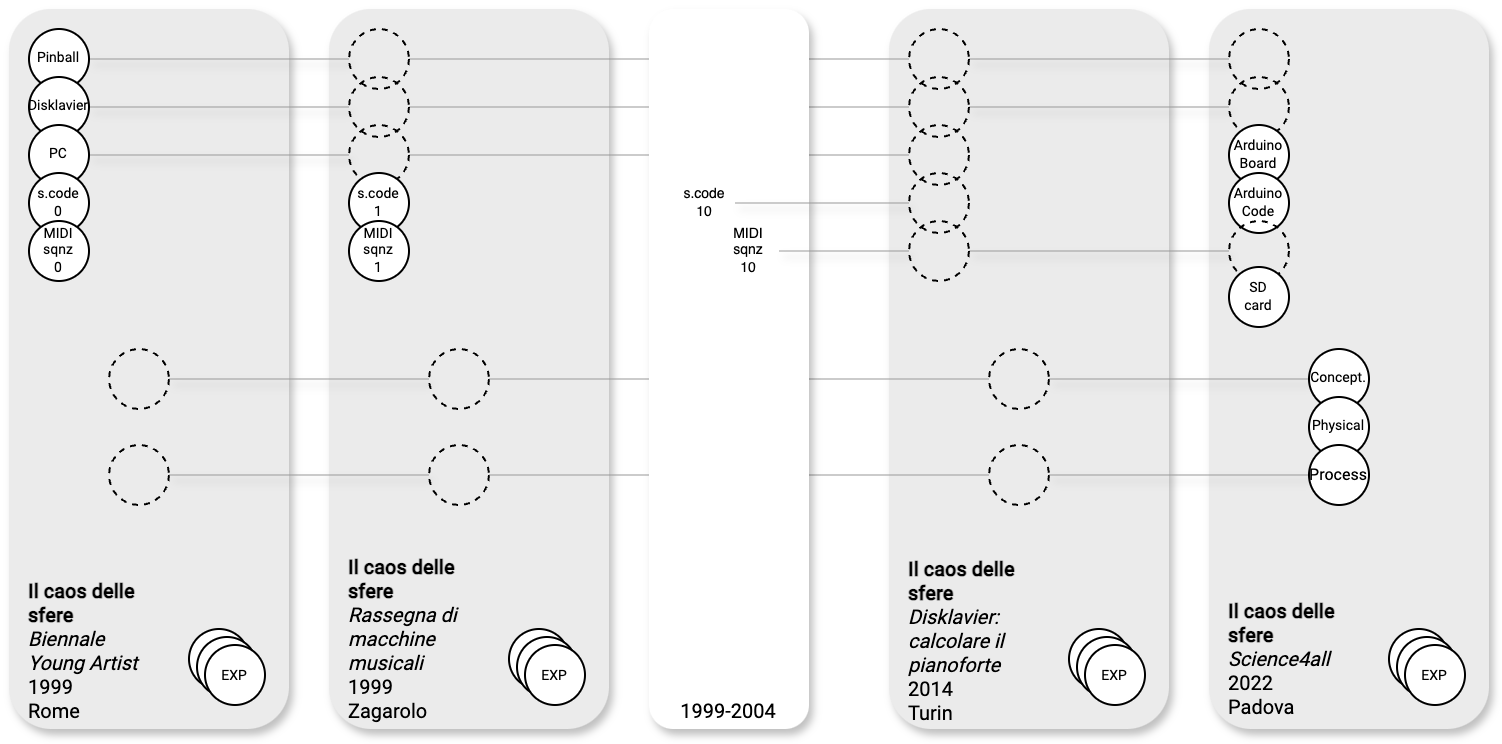 Pinball
Disklavier
PC
s.code
0
MIDI
sqnz
0
Il caos delle
sfere
Biennale
Young Artist
1999
Rome
EXP
s.code
1
MIDI
sqnz
1
Il caos delle
sfere
Rassegna di
macchine
musicali
1999
Zagarolo
EXP
s.code
10
MIDI
sqnz
10
1999-2004
Il caos delle
sfere
Disklavier:
calcolare il
pianoforte
2014
Turin
EXP
Arduino
Board
Arduino
Code
SD
card
Concept.
Physical
Process
Il caos delle
sfere
Science4all
2022
Padova
EXP